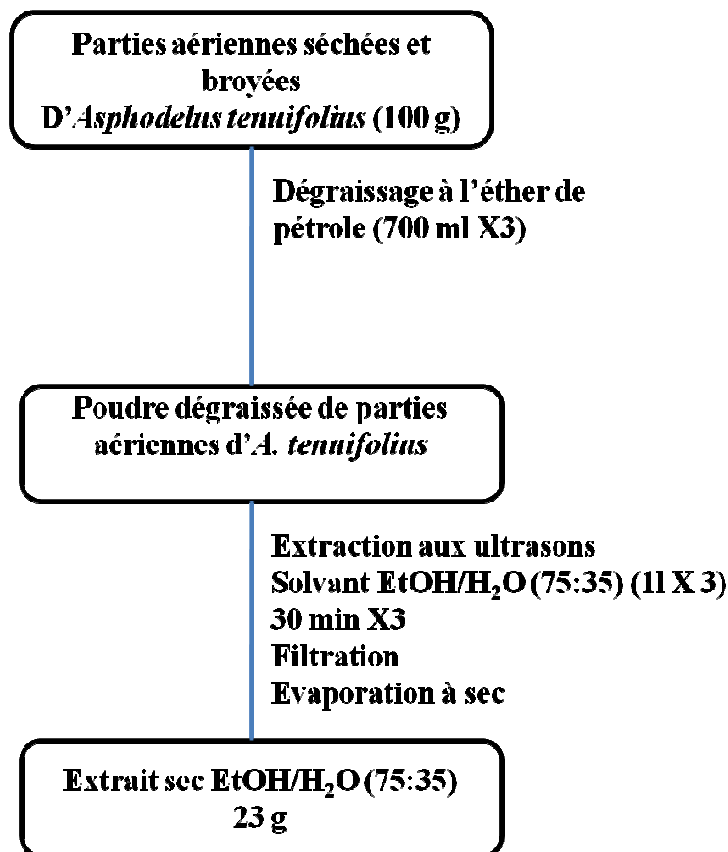 Parties aériennes séchées et
broyées
D'Asphodelus tenuifolius (100 g)
Dégraissage à l'éther de
pétrole (700 ml X3)
Poudre dégraissée de parties
aériennes d'A. tenuifolius
Extraction aux ultrasons
Solvant EtOH/H₂O (75:35) (1l X 3)
30 min X3
Filtration
Evaporation à sec
Extrait sec EtOH/H₂O (75:35)
23 g